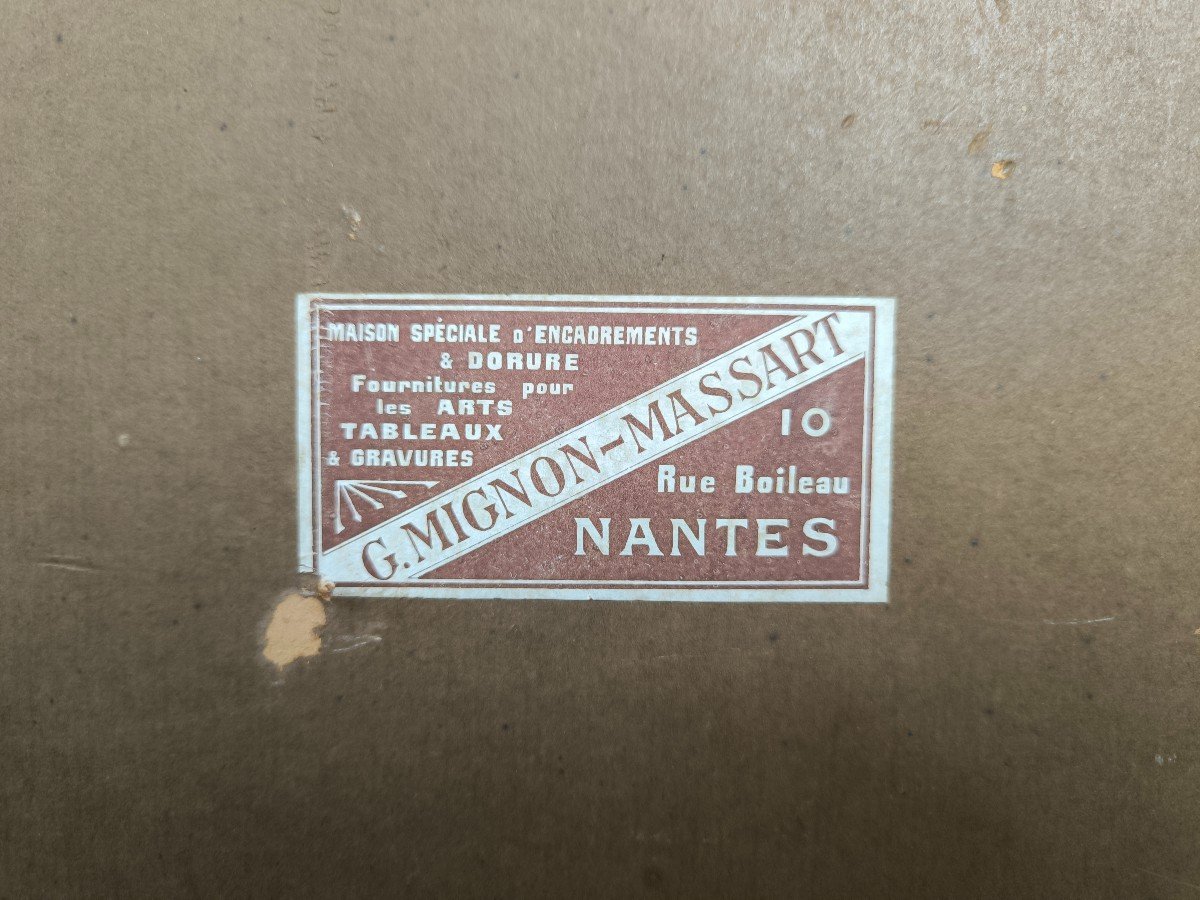 MAISON SPÉCIALE D'ENCADREMENTS
& DORURE
Fournitures pour
les ARTS
TABLEAUX
& GRAVURES
G. MIGNON-MASSART
10
Rue Boileau
NANTES